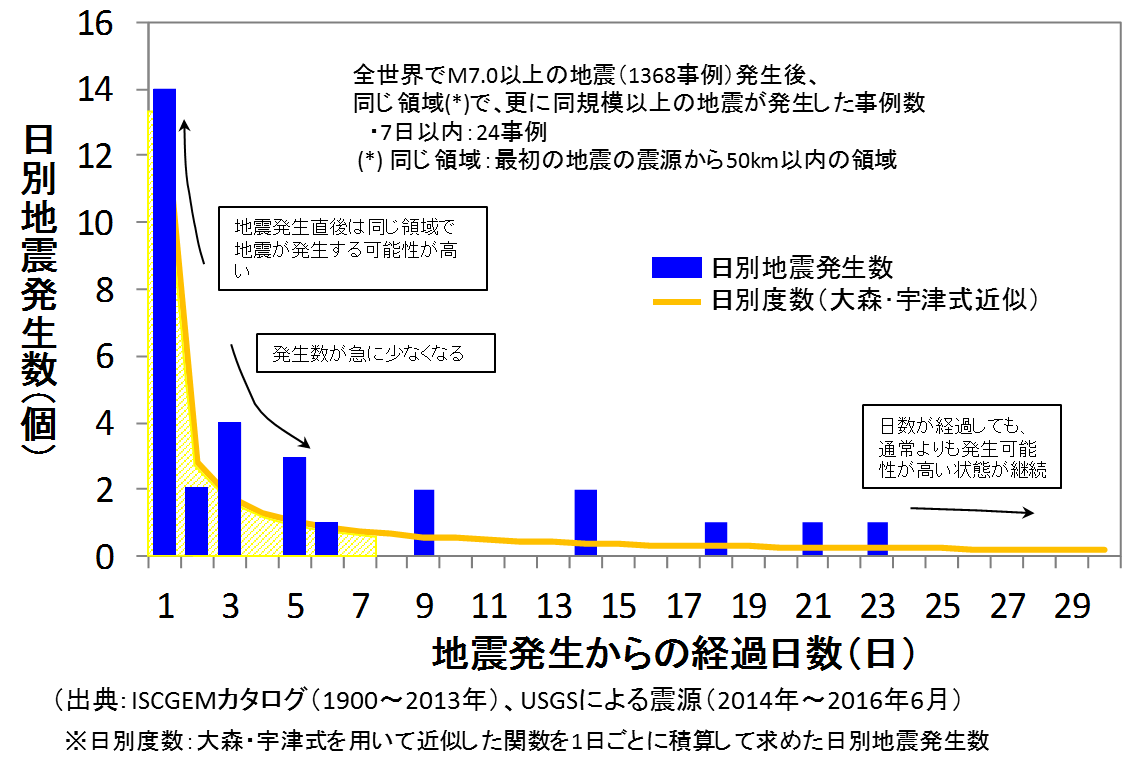 全世界でM7.0以上の地震（1368事例）発生後、
同じ領域(*)で、更に同規模以上の地震が発生した事例数
・7日以内：24事例
(*) 同じ領域：最初の地震の震源から50km以内の領域
日別地震発生数（個）
16
14
12
10
8
6
4
2
0
地震発生直後は同じ領域で
地震が発生する可能性が高
い
発生数が急に少なくなる
日別地震発生数
日別度数（大森・宇津式近似）
日数が経過しても、
通常よりも発生可能
性が高い状態が継続
1 3 5 7 9 11 13 15 17 19 21 23 25 27 29
地震発生からの経過日数（日）
（出典：ISCGEMカタログ（1900～2013年）、USGSによる震源（2014年～2016年6月）
※日別度数：大森・宇津式を用いて近似した関数を1日ごとに積算して求めた日別地震発生数